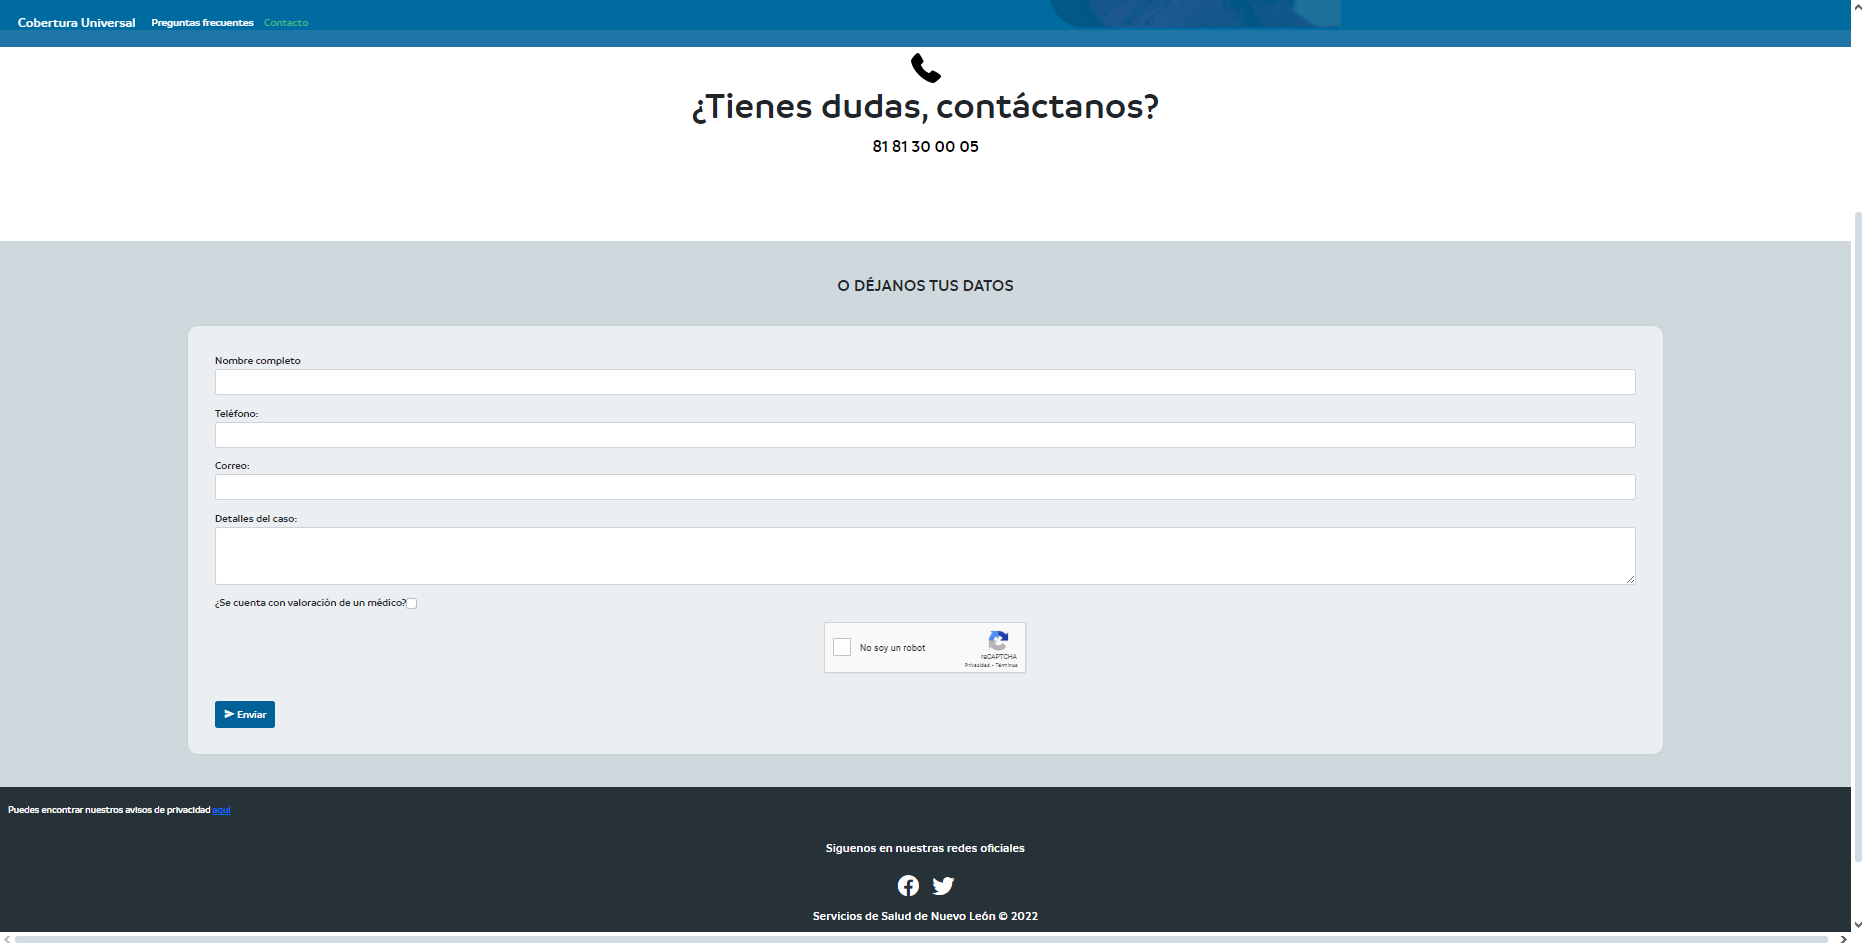 Cobertura Universal Preguntas frecuentes Contacto
¿Tienes dudas, contáctanos?
81 81 30 00 05
O DÉJANOS TUS DATOS
Nombre completo
Teléfono:
Correo:
Detalles del caso:
¿Se cuenta con valoración de un médico?
No soy un robot
reCAPTCHA
Privacidad - Términos
Enviar
Puedes encontrar nuestros avisos de privacidad aquí
Siguenos en nuestras redes oficiales
Servicios de Salud de Nuevo León © 2022